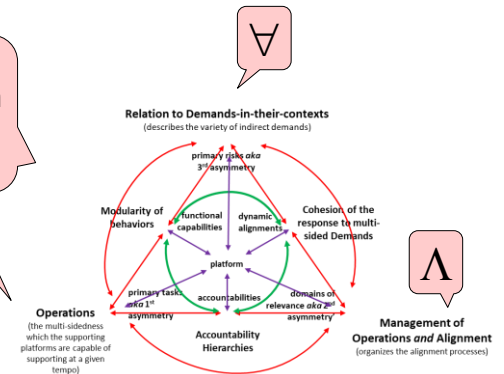 ∀
Relation to Demands-in-their-contexts
(describes the variety of indirect demands)
primary risks aka
3rd asymmetry
Modularity of
behaviors
functional
capabilities
dynamic
alignments
Cohesion of the
response to multi-
sided Demands
platform
primary task
aka 1st
asymmetry
accountabilities
domains of
relevance aka 2nd
asymmetry
Λ
Operations
(the multi-sidedness
which the supporting
platforms are capable of
supporting at a given
tempo)
Accountability
Hierarchies
Management of
Operations and Alignment
(organizes the alignment processes)